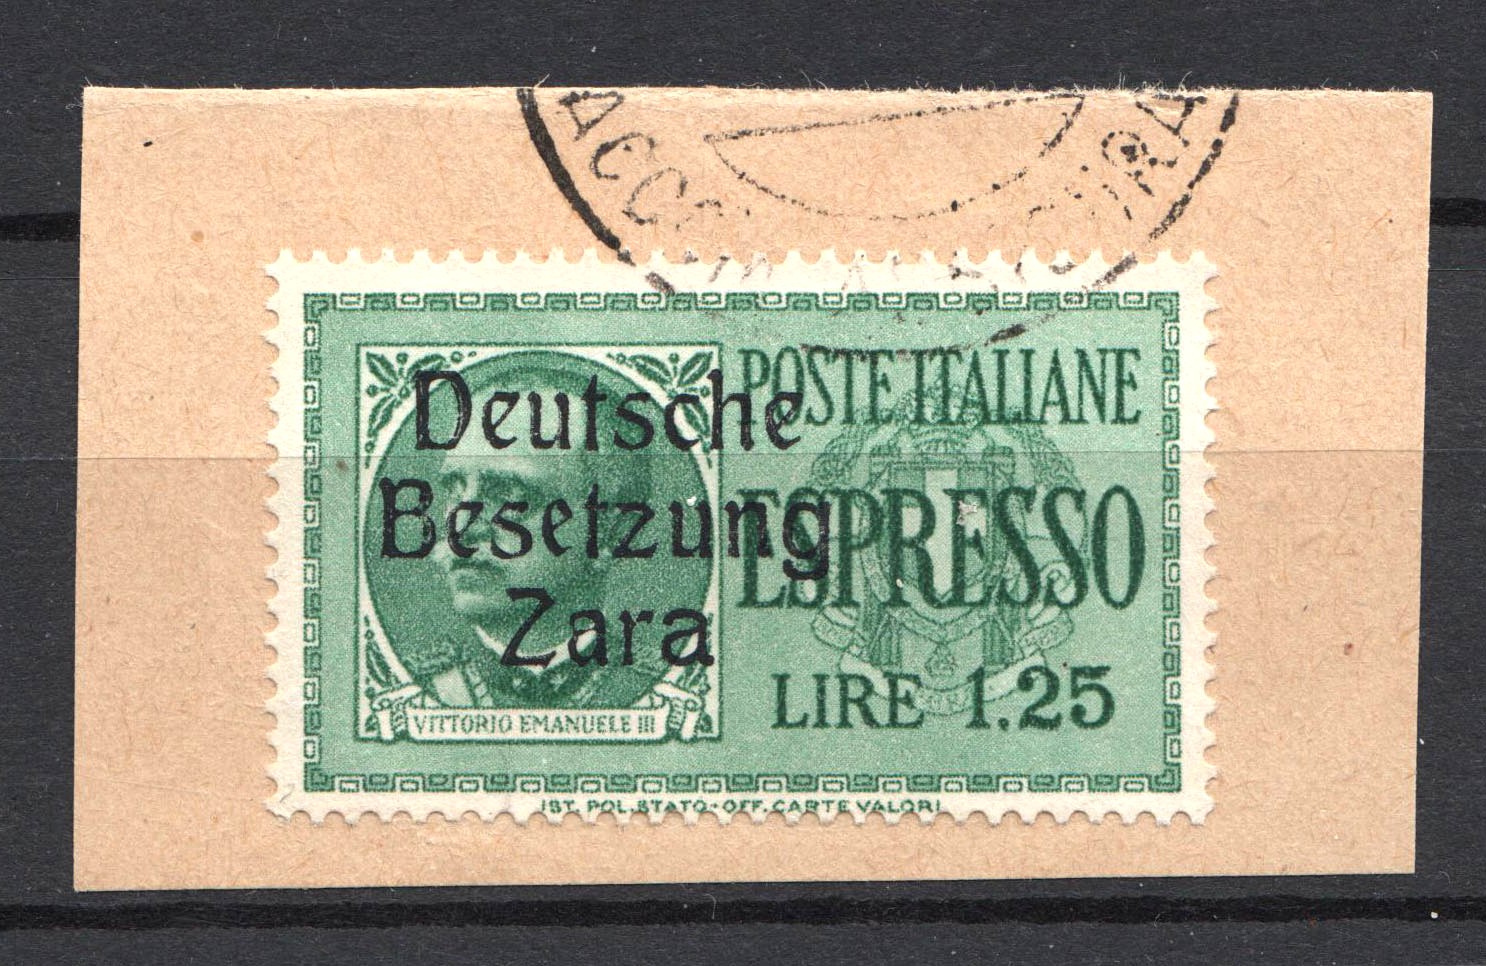 POSTE ITALIANE
Deutsche
Besetzung
Zara
ESPRESSO
LIRE 1.25
VITTORIO EMANUELE III
IST. POL. STATO - OFF. CARTE VALORI